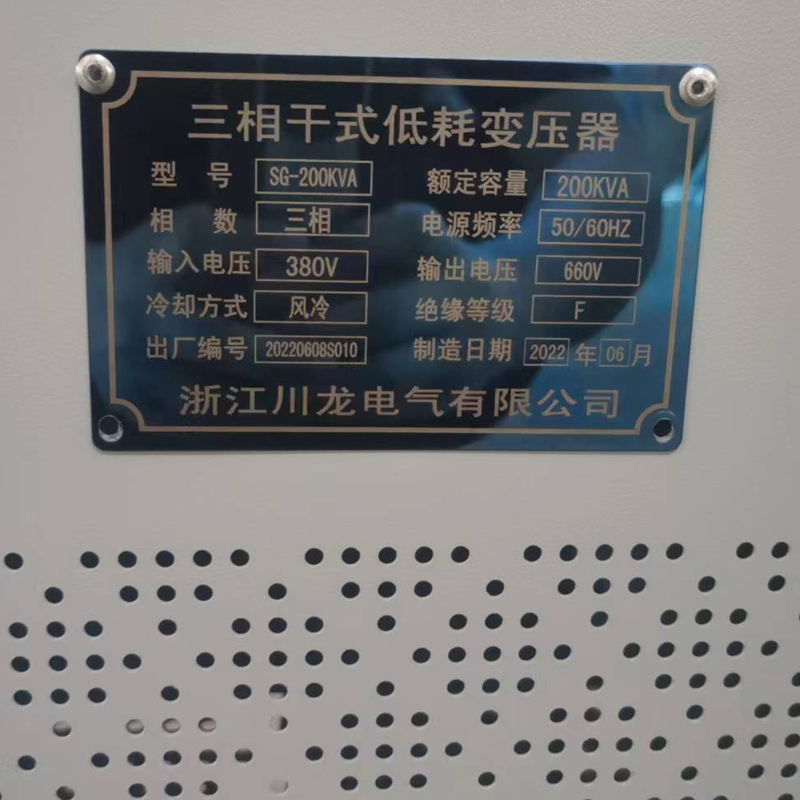 三相干式低耗变压器
型号 SG-200KVA 额定容量 200KVA
相数 三相 电源频率 50/60HZ
输入电压 380V 输出电压 660V
冷却方式 风冷 绝缘等级 F
出厂编号 20220608S010 制造日期 2022 年 06 月
浙江川龙电气有限公司